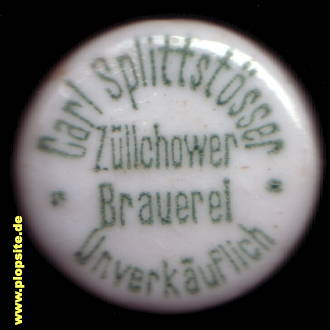 Carl Splittstösser
Züllchower
Brauerei
Unverkäuflich
www.plopsite.de